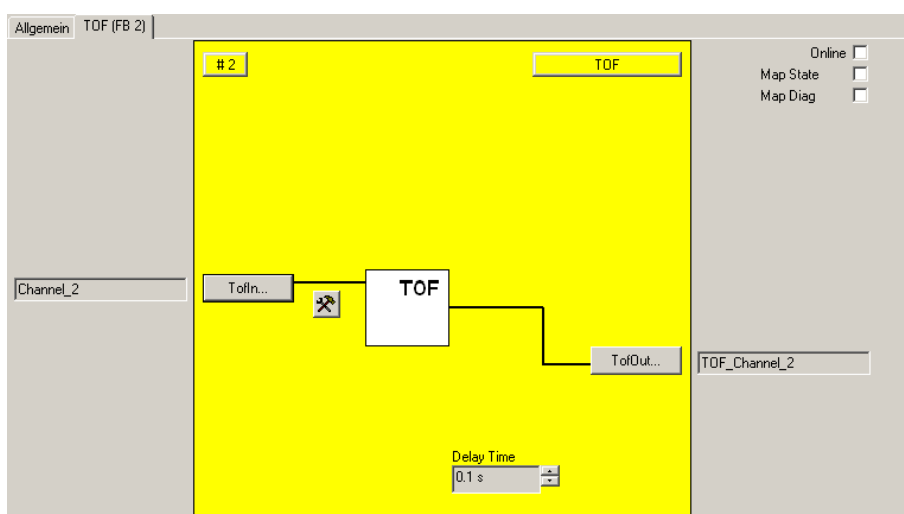 Allgemein TOF (FB 2)
# 2 TOF
Online
Map State
Map Diag
Channel_2 TofIn... TOF
TofOut... TOF_Channel_2
Delay Time
0.1 s